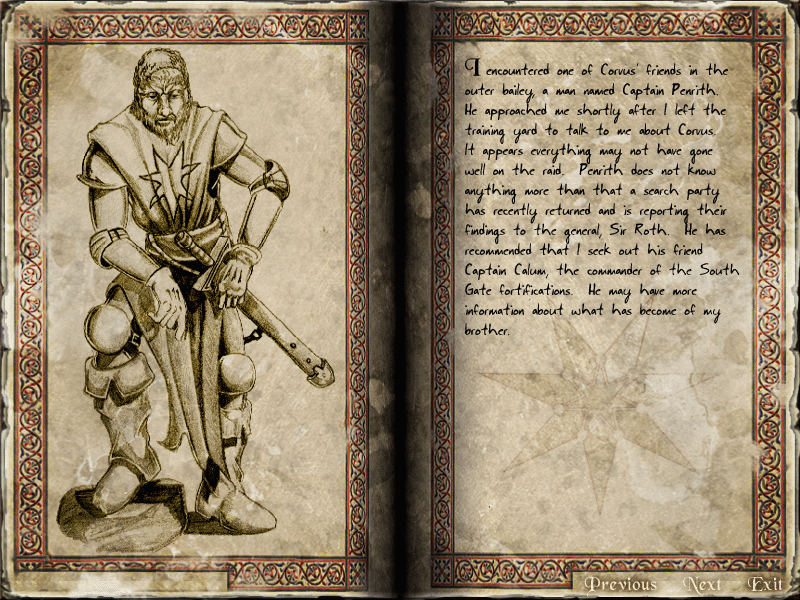 I encountered one of Corvus' friends in the
outer bailey, a man named Captain Penrith.
He approached me shortly after I left the
training yard to talk to me about Corvus.
It appears everything may not have gone
well on the raid. Penrith does not know
anything more than that a search party
has recently returned and is reporting their
findings to the general, Sir Roth. He has
recommended that I seek out his friend
Captain Calum, the commander of the South
Gate fortifications. He may have more
information about what has become of my
brother.
Previous Next Exit